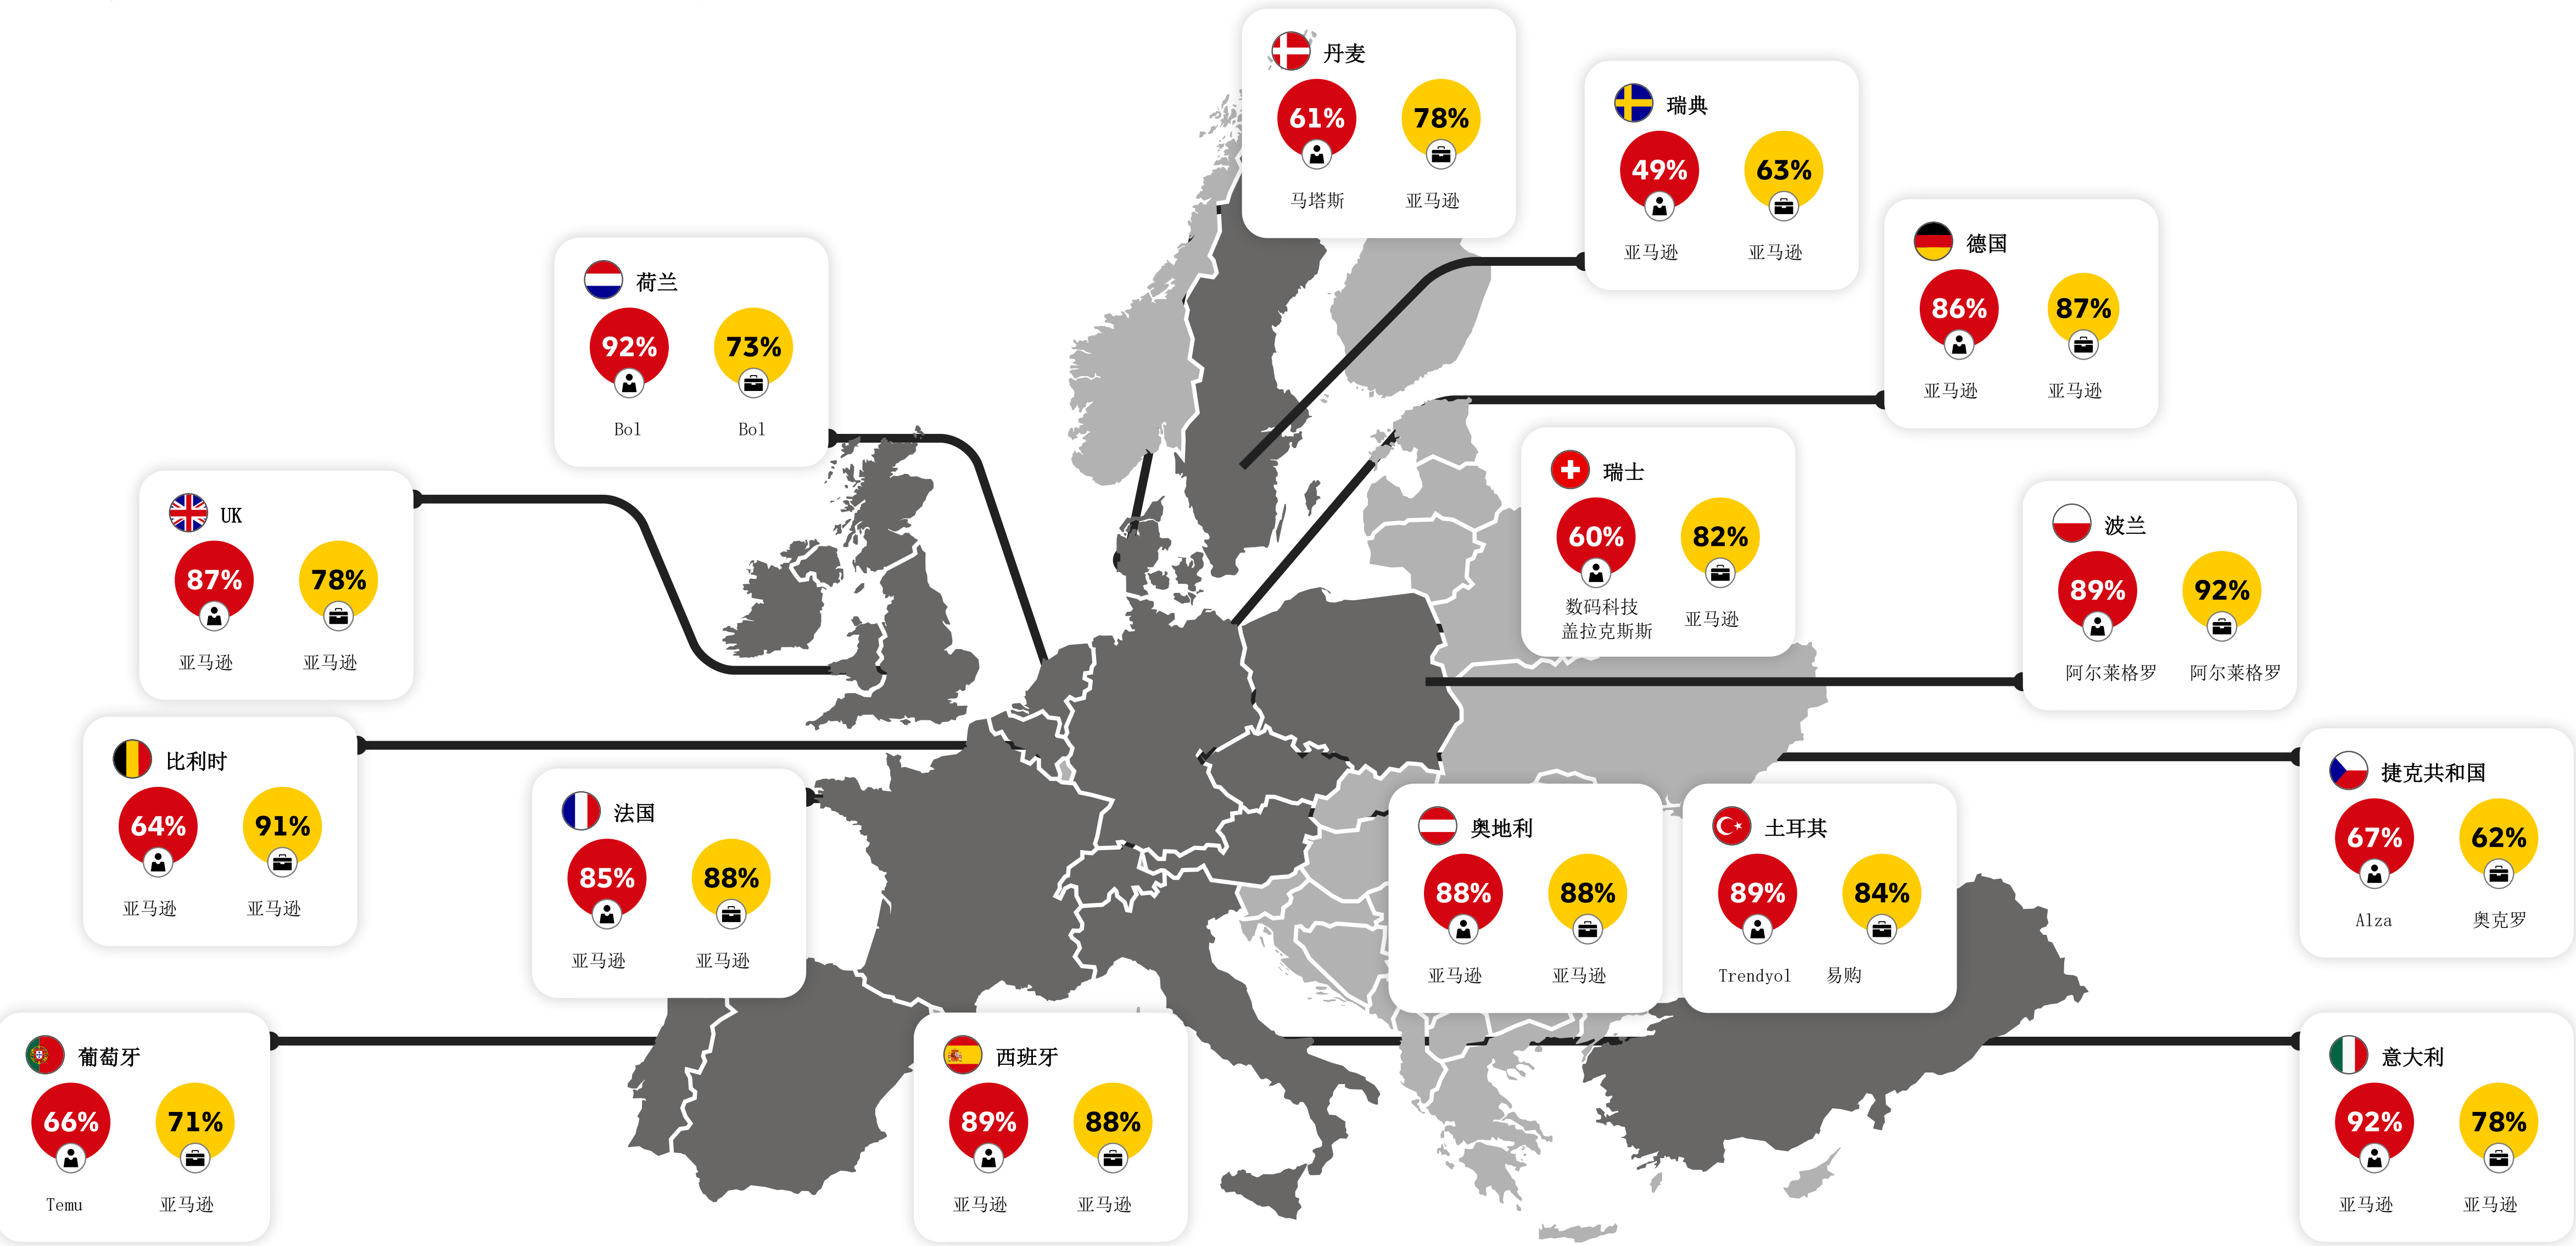 丹麦
61% 78%
马塔斯 亚马逊
瑞典
49% 63%
亚马逊 亚马逊
德国
86% 87%
亚马逊 亚马逊
荷兰
92% 73%
Bol Bol
瑞士
60% 82%
数码科技
盖拉克斯斯 亚马逊
UK
87% 78%
亚马逊 亚马逊
波兰
89% 92%
阿尔莱格罗 阿尔莱格罗
比利时
64% 91%
亚马逊 亚马逊
法国
85% 88%
亚马逊 亚马逊
奥地利
88% 88%
亚马逊 亚马逊
土耳其
89% 84%
Trendyol 易购
捷克共和国
67% 62%
Alza 奥克罗
葡萄牙
66% 71%
Temu 亚马逊
西班牙
89% 88%
亚马逊 亚马逊
意大利
92% 78%
亚马逊 亚马逊